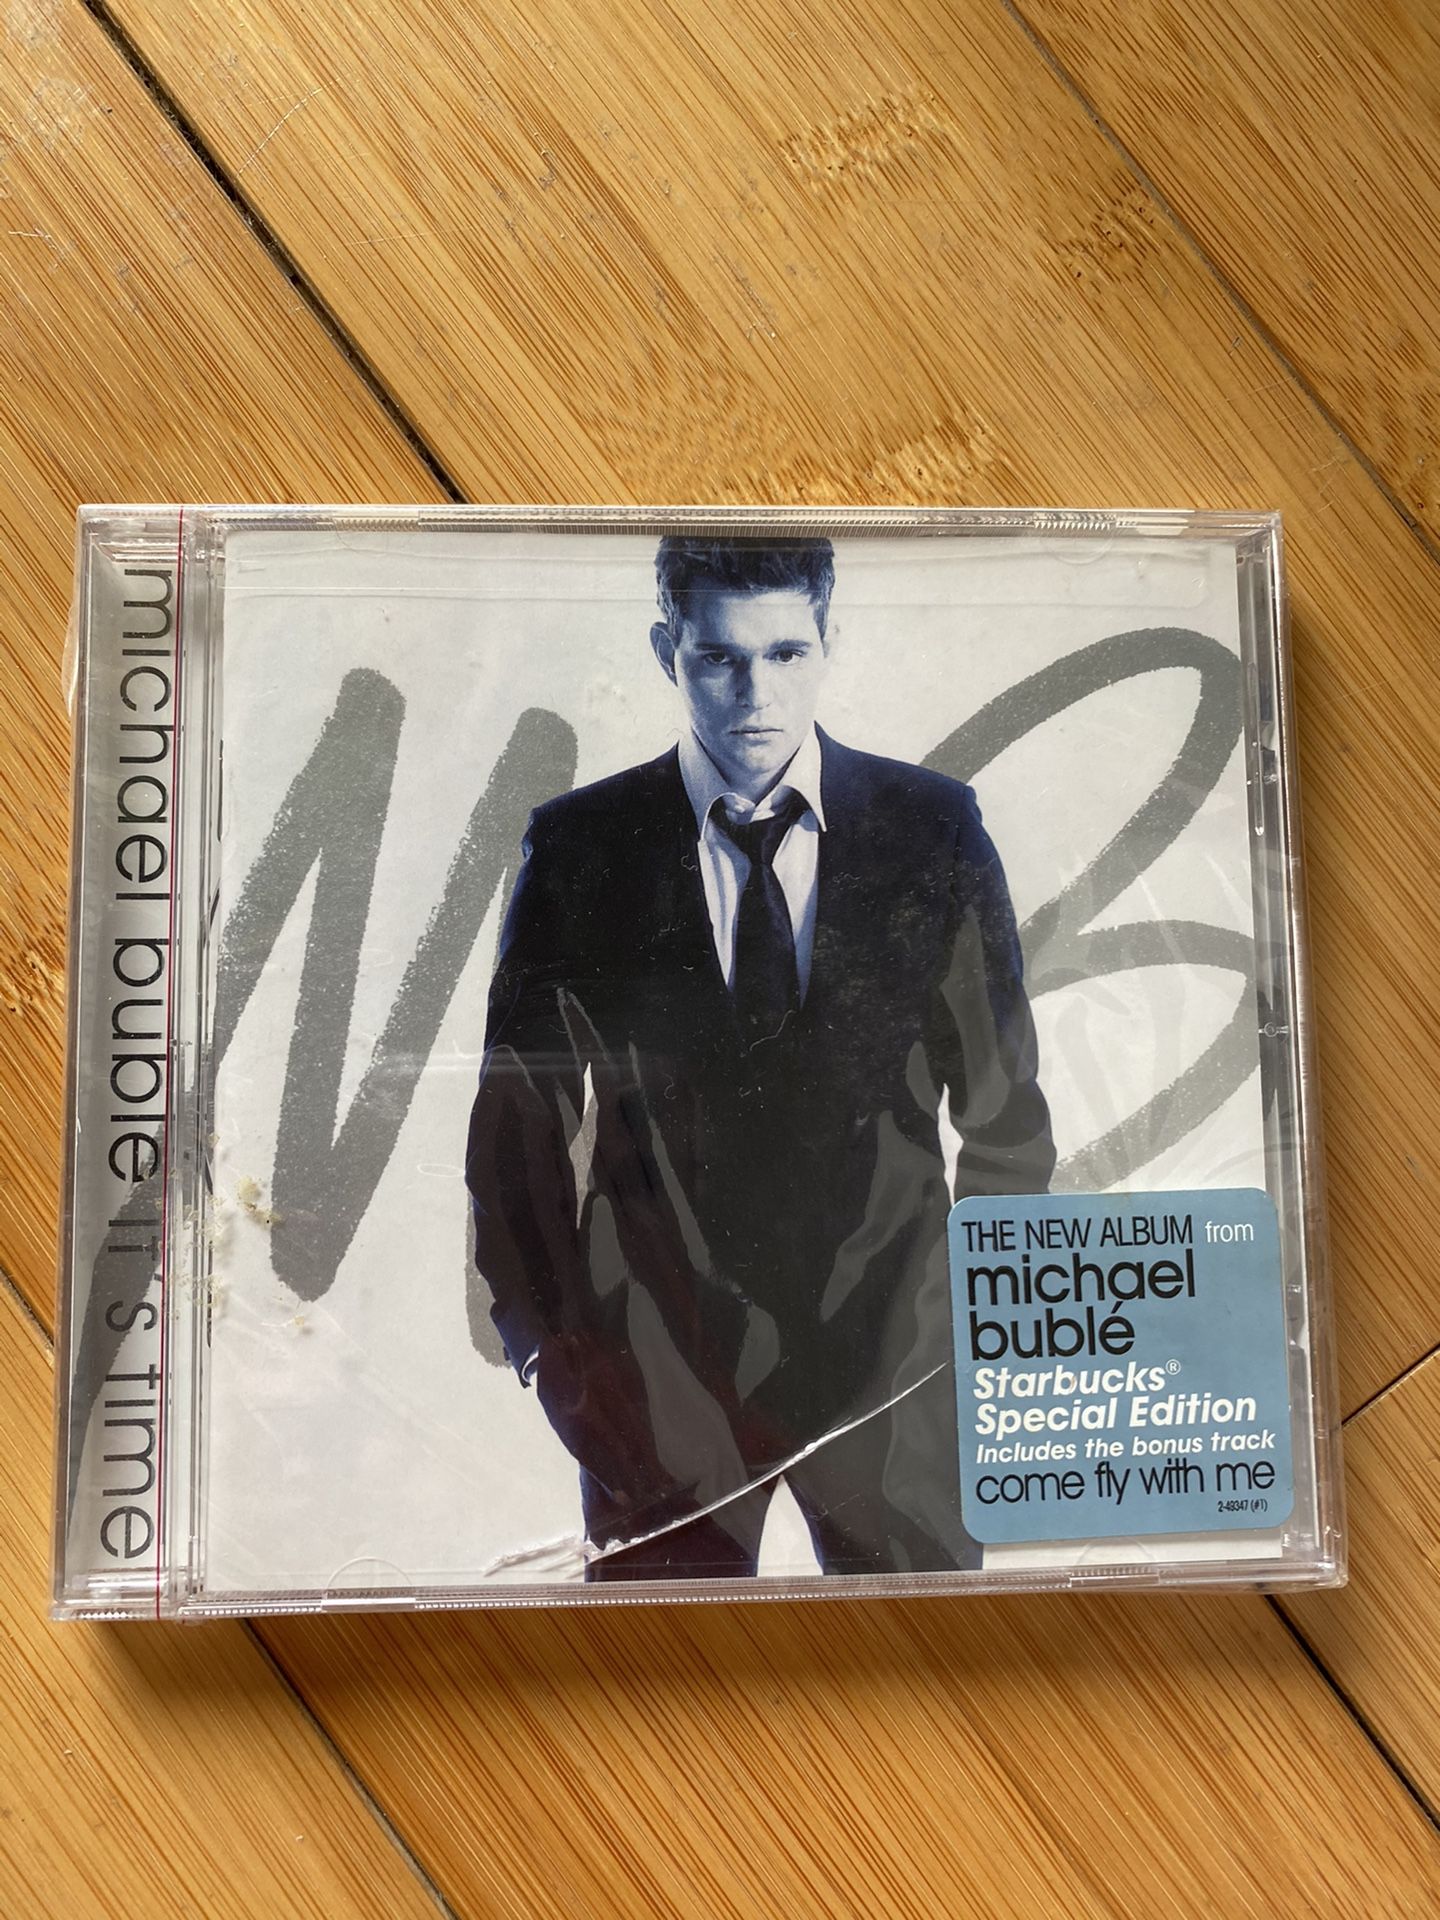 michael bublé it's time
MB
THE NEW ALBUM from
michael
bublé
Starbucks®
Special Edition
Includes the bonus track
come fly with me
2-49347 (#1)